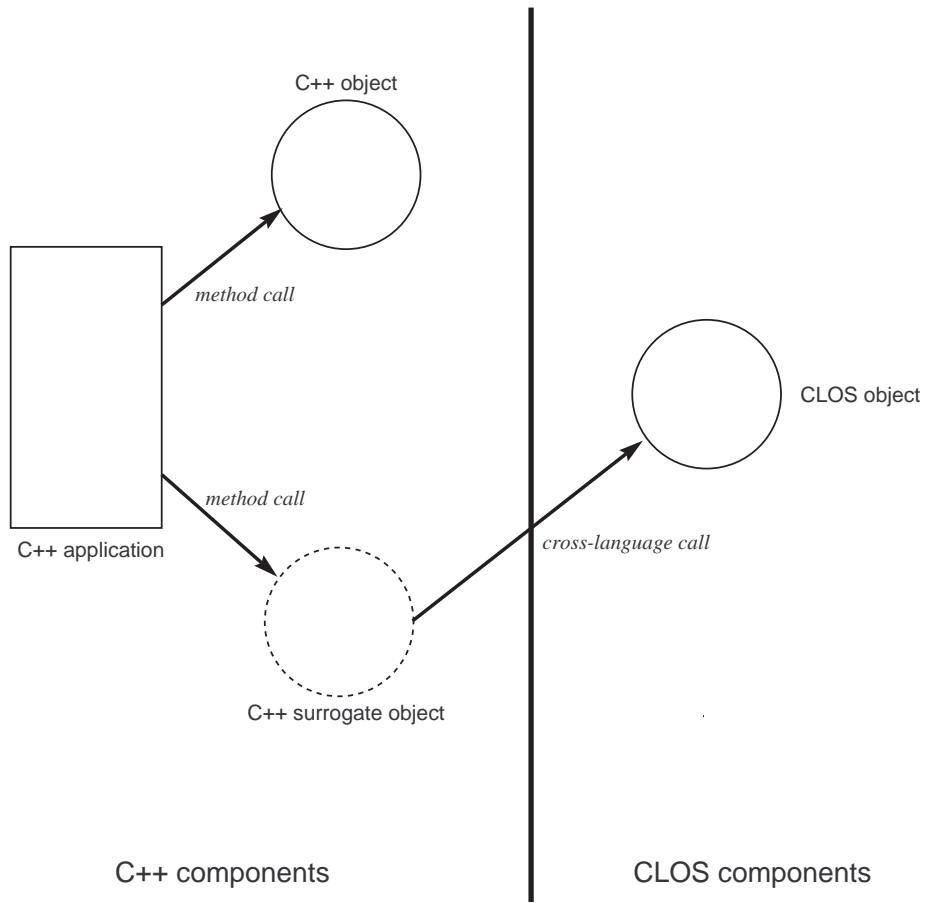 C++ object
method call
CLOS object
method call
cross-language call
C++ application
C++ surrogate object
C++ components
CLOS components